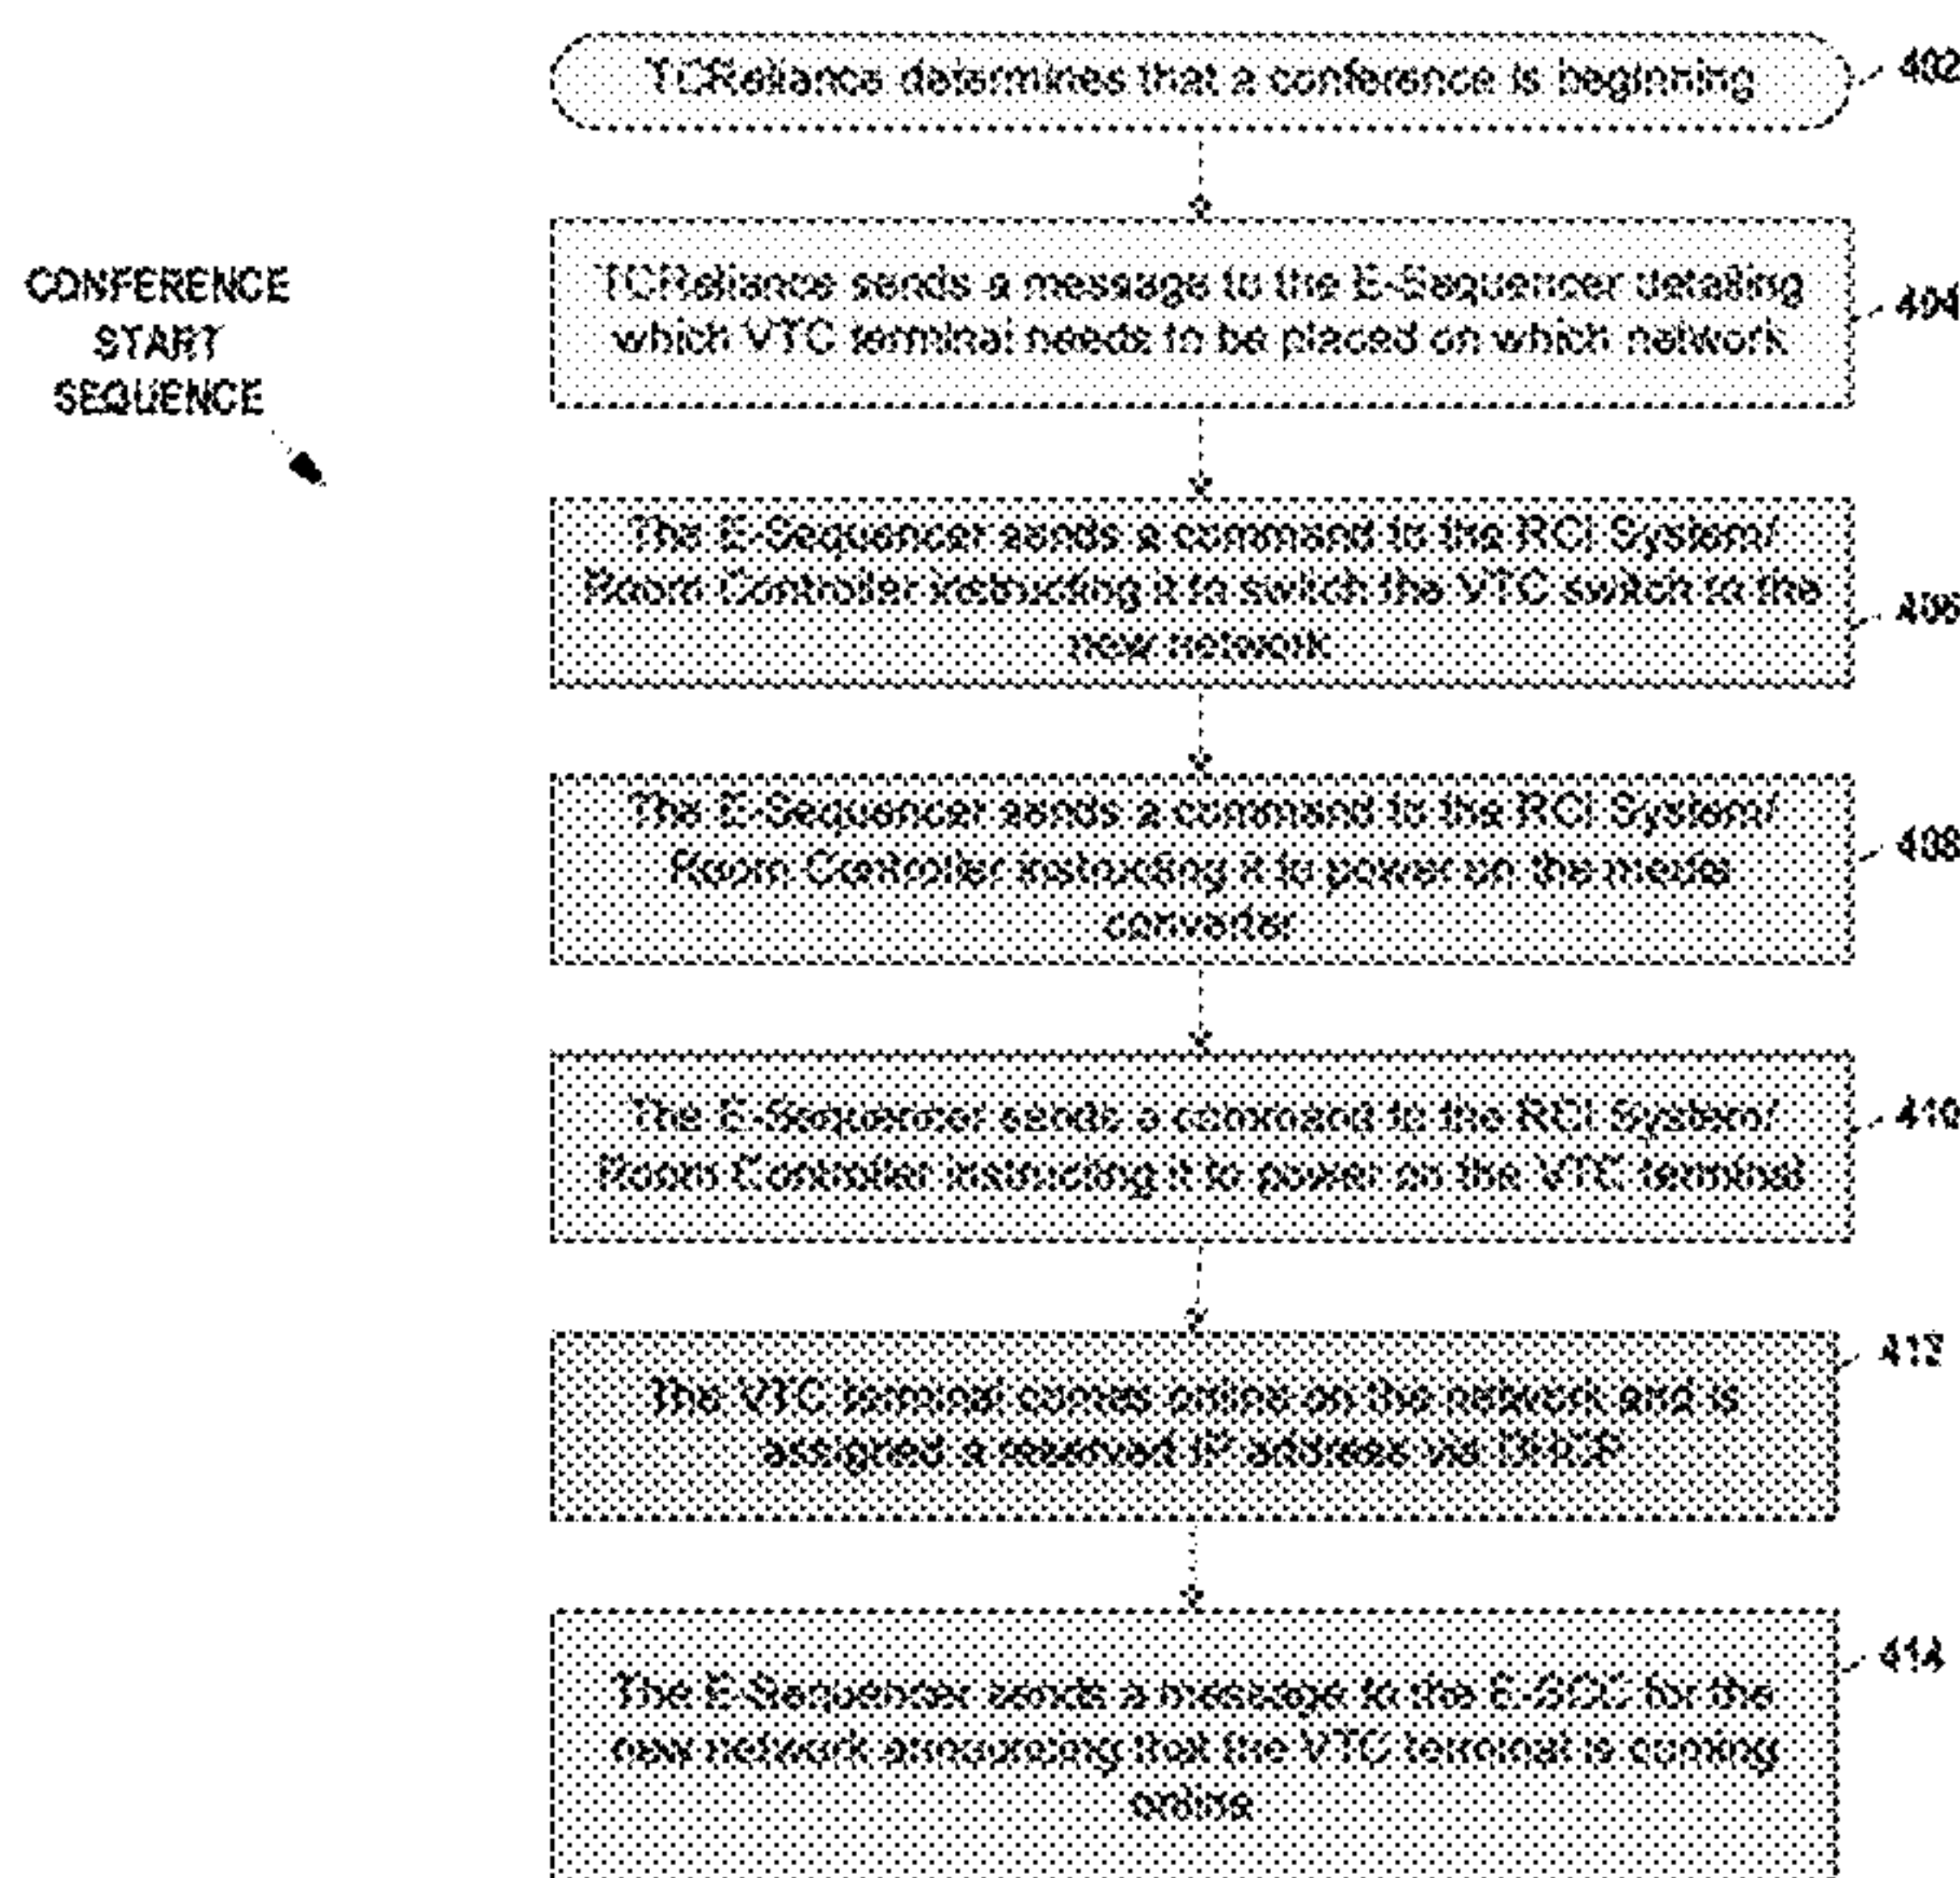 TCReliance determines that a conference is beginning
402
CONFERENCE
START
SEQUENCE
TCReliance sends a message to the E-Sequencer detailing
which VTC terminal needs to be placed on which network
404
The E-Sequencer sends a command to the RCI System/
Room Controller instructing it to switch the VTC switch to the
new network
406
The E-Sequencer sends a command to the RCI System/
Room Controller instructing it to power on the media
converter
408
The E-Sequencer sends a command to the RCI System/
Room Controller instructing it to power on the VTC terminal
410
The VTC terminal comes online on the network and is
assigned a reserved IP address via DHCP
412
The E-Sequencer sends a message to the for the
new network announcing that the VTC terminal is coming
online
414